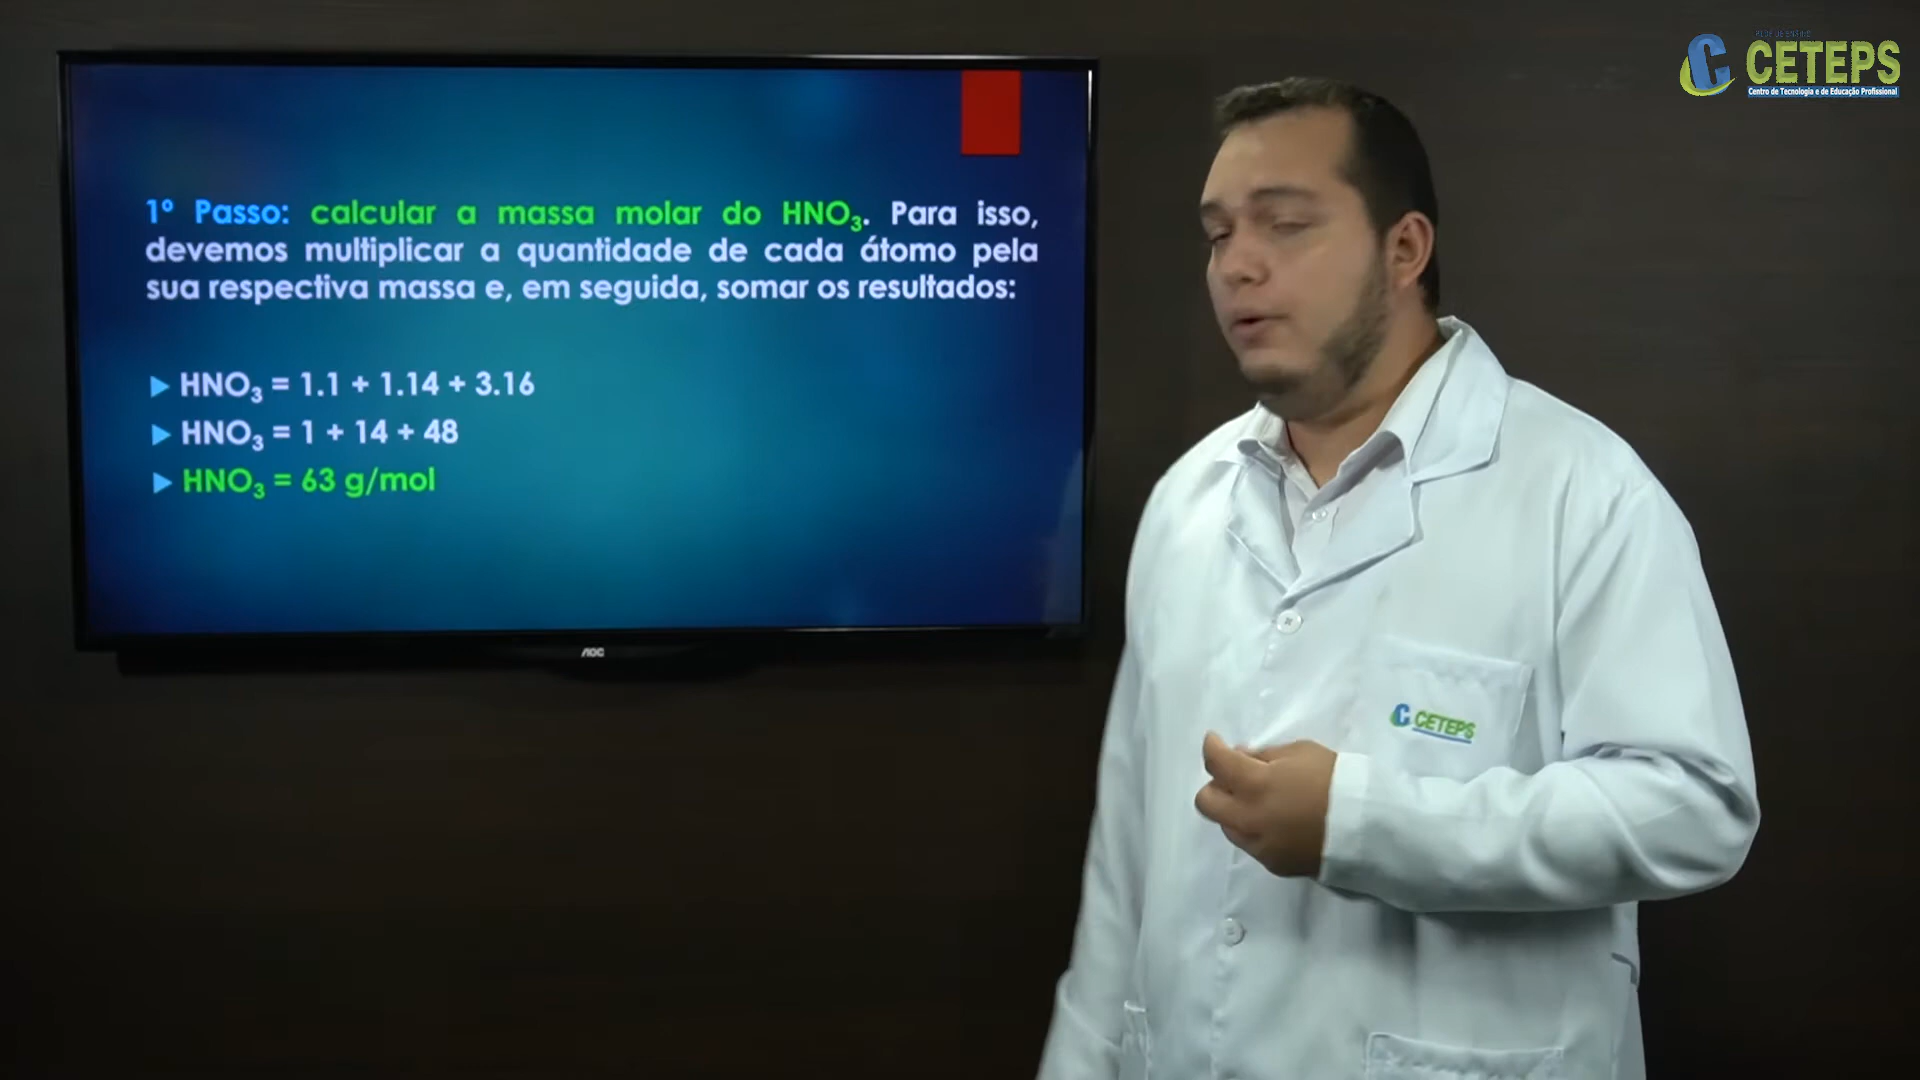 CETEPS
Centro de Tecnologia e de Educação Profissional
1º Passo: calcular a massa molar do HNO₃. Para isso,
devemos multiplicar a quantidade de cada átomo pela
sua respectiva massa e, em seguida, somar os resultados:
HNO₃ = 1.1 + 1.14 + 3.16
HNO₃ = 1 + 14 + 48
HNO₃ = 63 g/mol
AOC
CETEPS